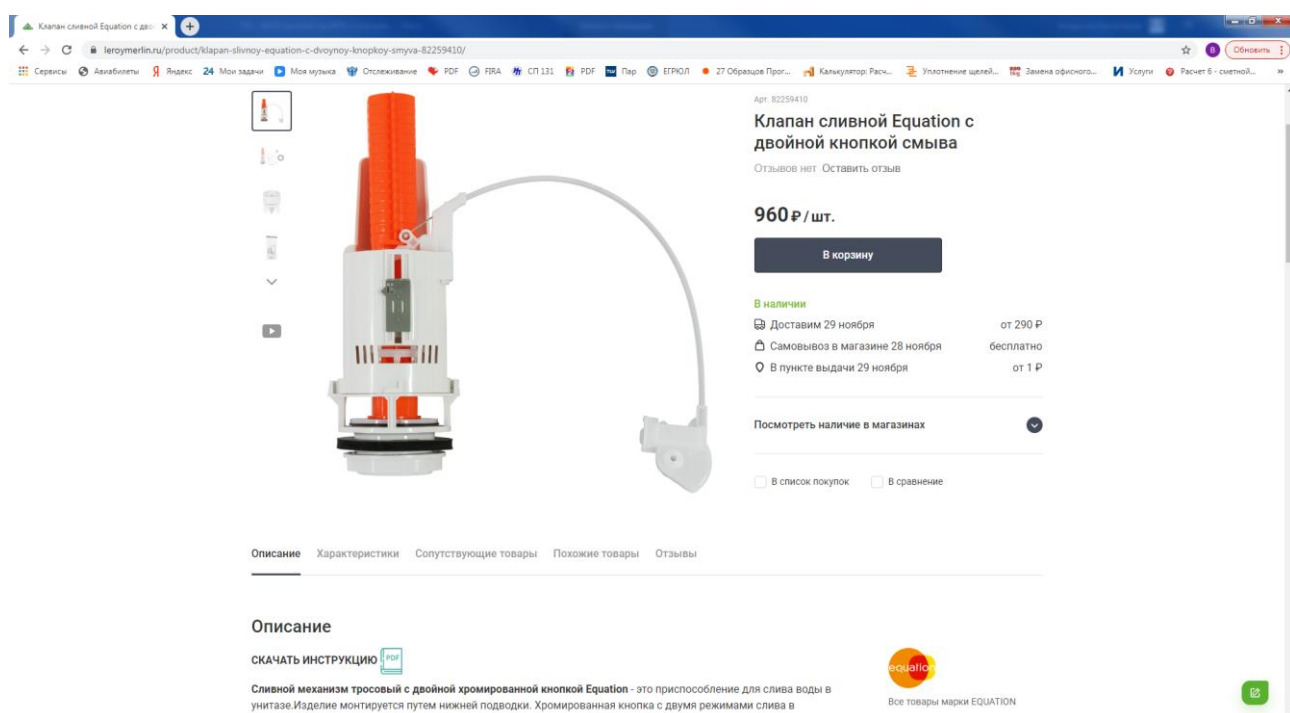 Клапан сливной Equation с дво
leroymerlin.ru/product/klapan-slivnoy-equation-c-dvoynoy-knopkoy-smyva-82259410/
В
Обновить
Сервисы Авиабилеты Яндекс 24 Мои задачи Моя музыка Отслеживание PDF FIRA СП 131 PDF Пар ЕГРЮЛ 27 Образцов Прог... Калькулятор: Расч... Уплотнение щелей... Замена офисного... Услуги Расчет 6 - сметной... »
Арт. 82259410
Клапан сливной Equation с
двойной кнопкой смыва
Отзывов нет Оставить отзыв
960 ₽ / шт.
В корзину
В наличии
Доставим 29 ноября от 290 ₽
Самовывоз в магазине 28 ноября бесплатно
В пункте выдачи 29 ноября от 1 ₽
Посмотреть наличие в магазинах
В список покупок В сравнение
Описание Характеристики Сопутствующие товары Похожие товары Отзывы
Описание
СКАЧАТЬ ИНСТРУКЦИЮ PDF
equation
Сливной механизм тросовый с двойной хромированной кнопкой Equation - это приспособление для слива воды в
унитазе.Изделие монтируется путем нижней подводки. Хромированная кнопка с двумя режимами слива в
Все товары марки EQUATION